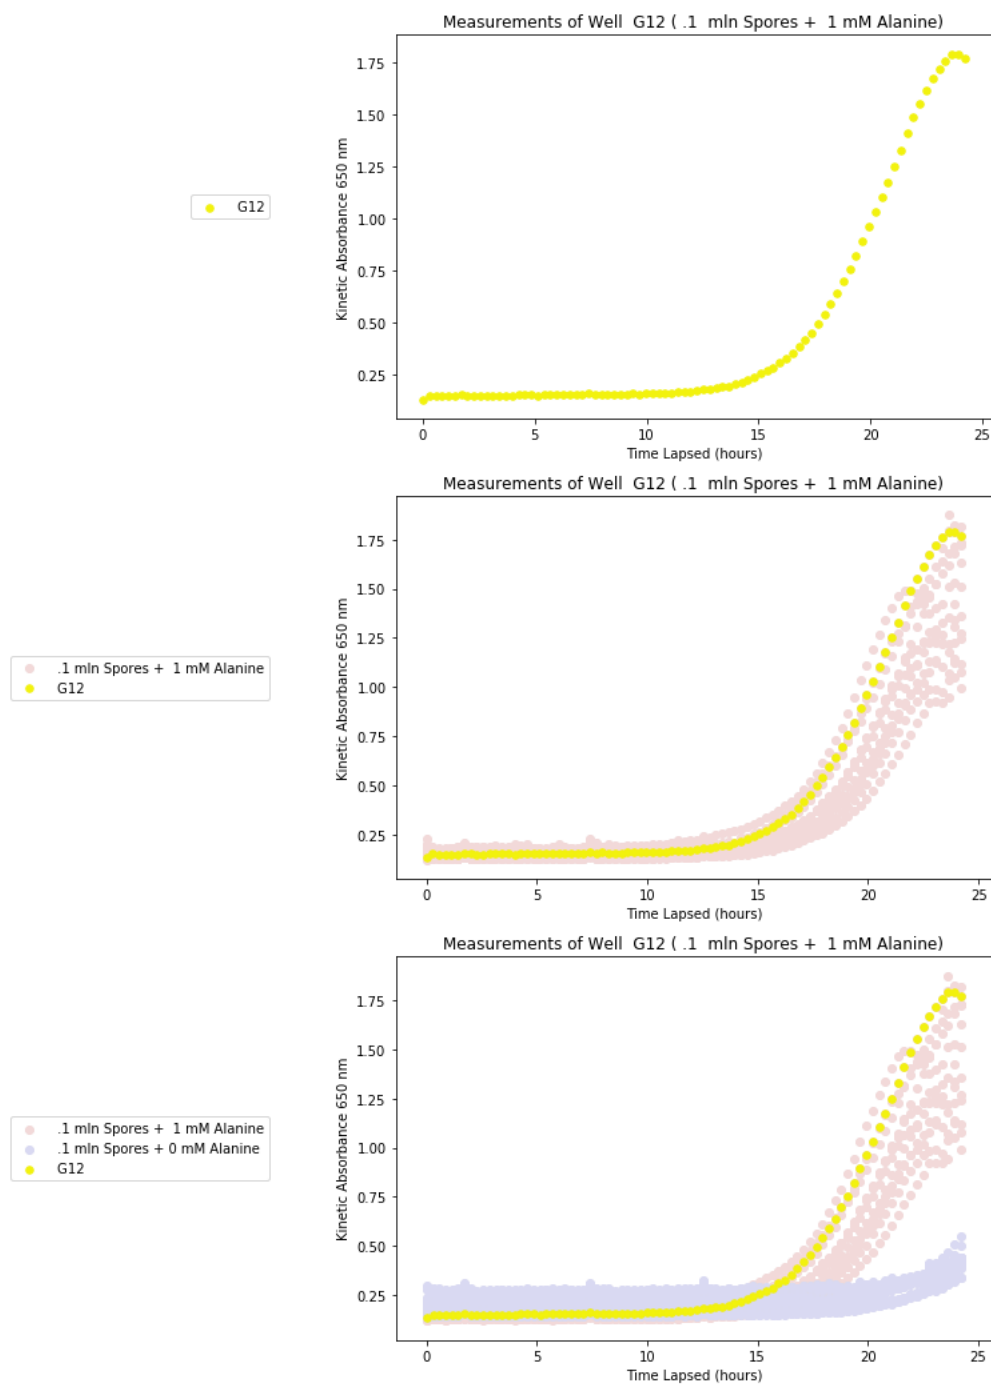 Measurements of Well  G12 ( .1  mln Spores +  1 mM Alanine)
1.75
1.50
1.25
1.00
0.75
0.50
0.25
Kinetic Absorbance 650 nm
G12
0
5
10
15
20
25
Time Lapsed (hours)
Measurements of Well  G12 ( .1  mln Spores +  1 mM Alanine)
1.75
1.50
1.25
1.00
0.75
0.50
0.25
Kinetic Absorbance 650 nm
.1 mln Spores +  1 mM Alanine
G12
0
5
10
15
20
25
Time Lapsed (hours)
Measurements of Well  G12 ( .1  mln Spores +  1 mM Alanine)
1.75
1.50
1.25
1.00
0.75
0.50
0.25
Kinetic Absorbance 650 nm
.1 mln Spores +  1 mM Alanine
.1 mln Spores + 0 mM Alanine
G12
0
5
10
15
20
25
Time Lapsed (hours)